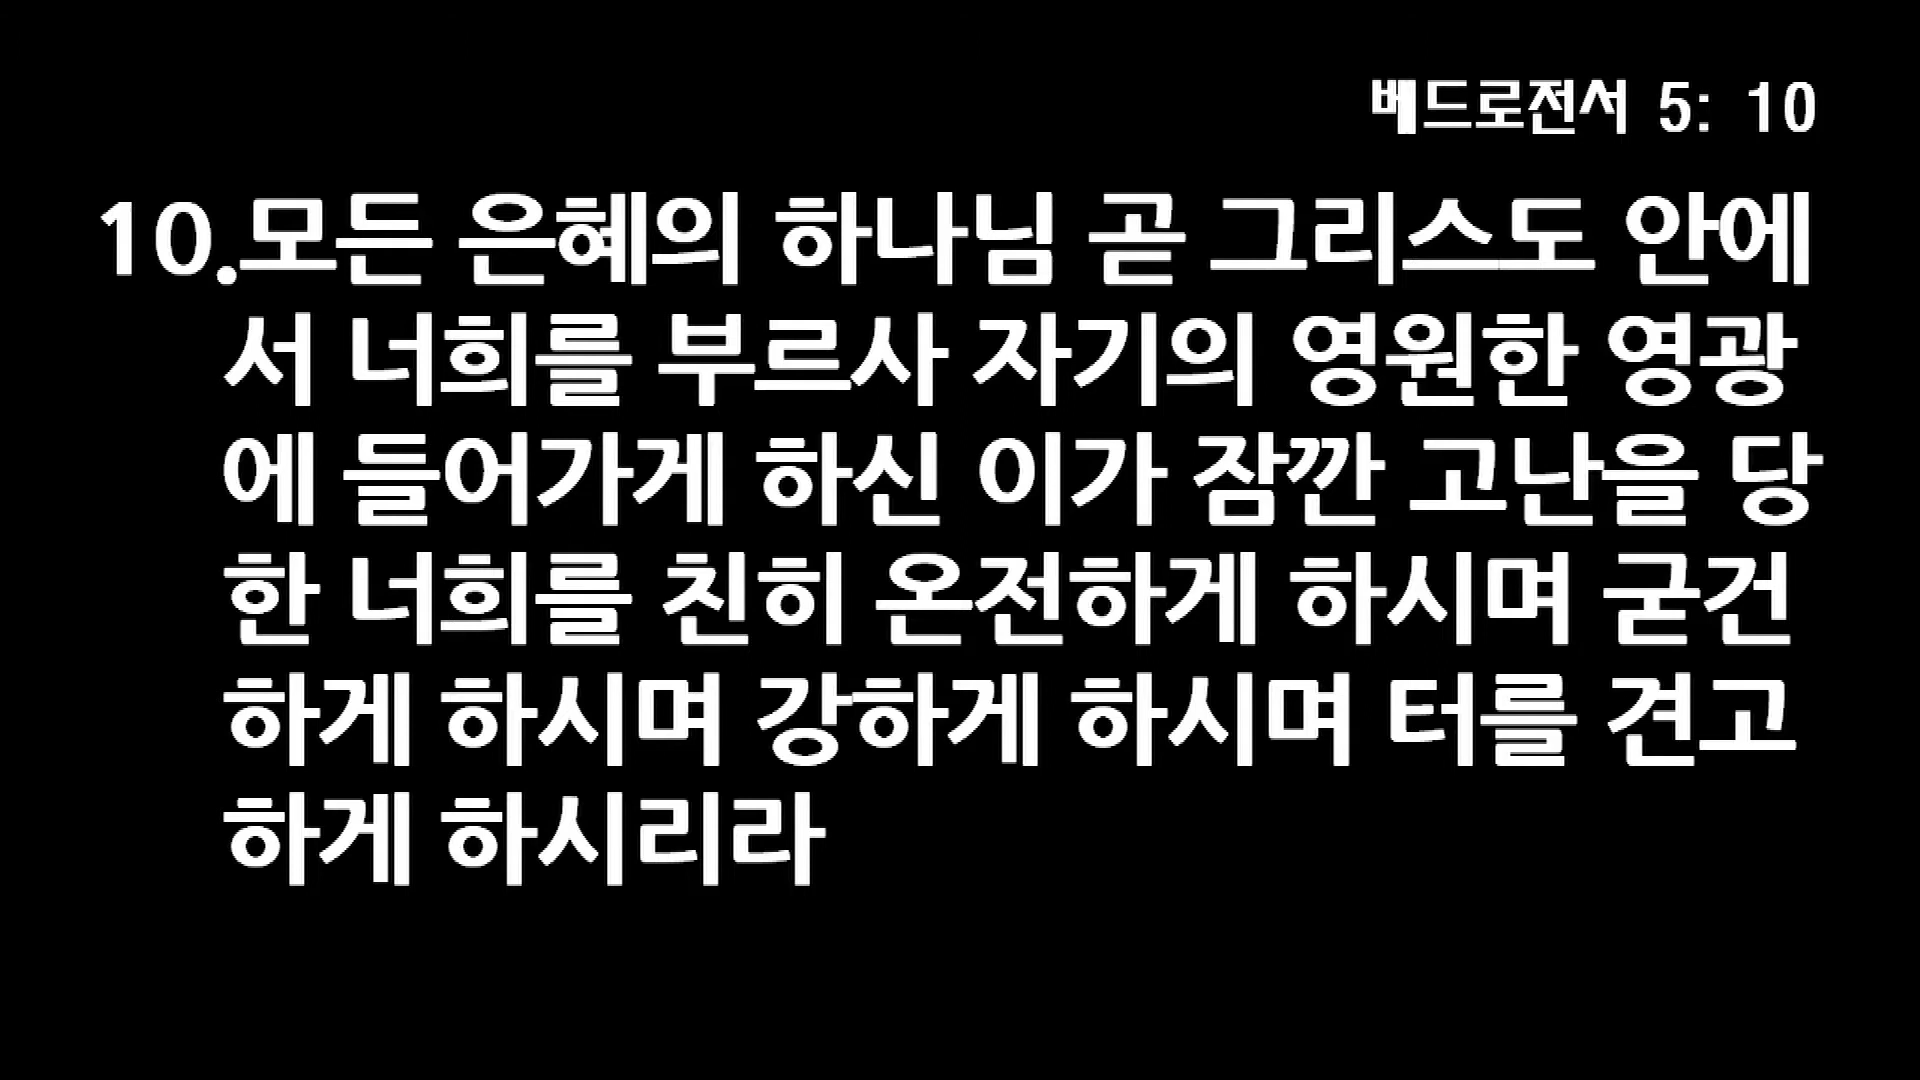 베드로전서 5: 10
10.모든 은혜의 하나님 곧 그리스도 안에
서 너희를 부르사 자기의 영원한 영광
에 들어가게 하신 이가 잠깐 고난을 당
한 너희를 친히 온전하게 하시며 굳건
하게 하시며 강하게 하시며 터를 견고
하게 하시리라